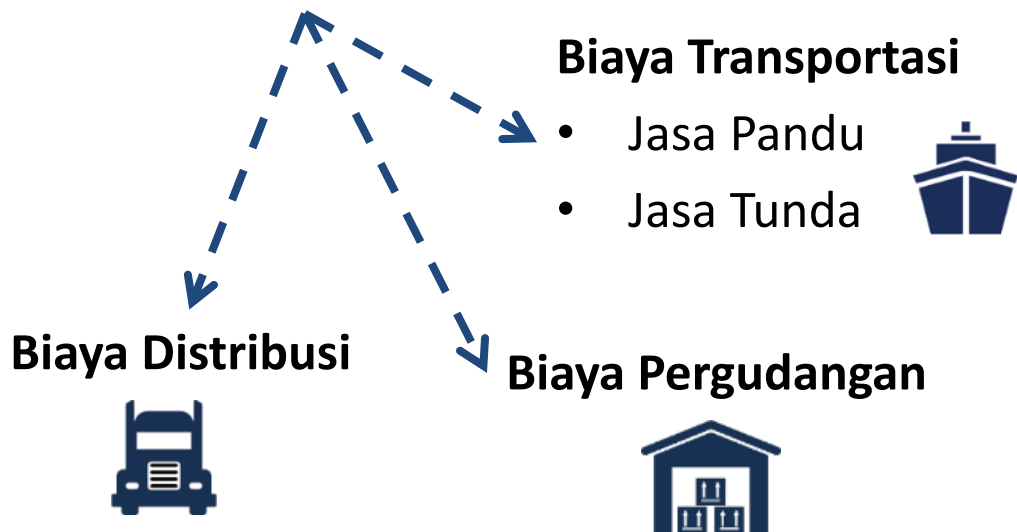 Biaya Transportasi
• Jasa Pandu
• Jasa Tunda
Biaya Distribusi
Biaya Pergudangan